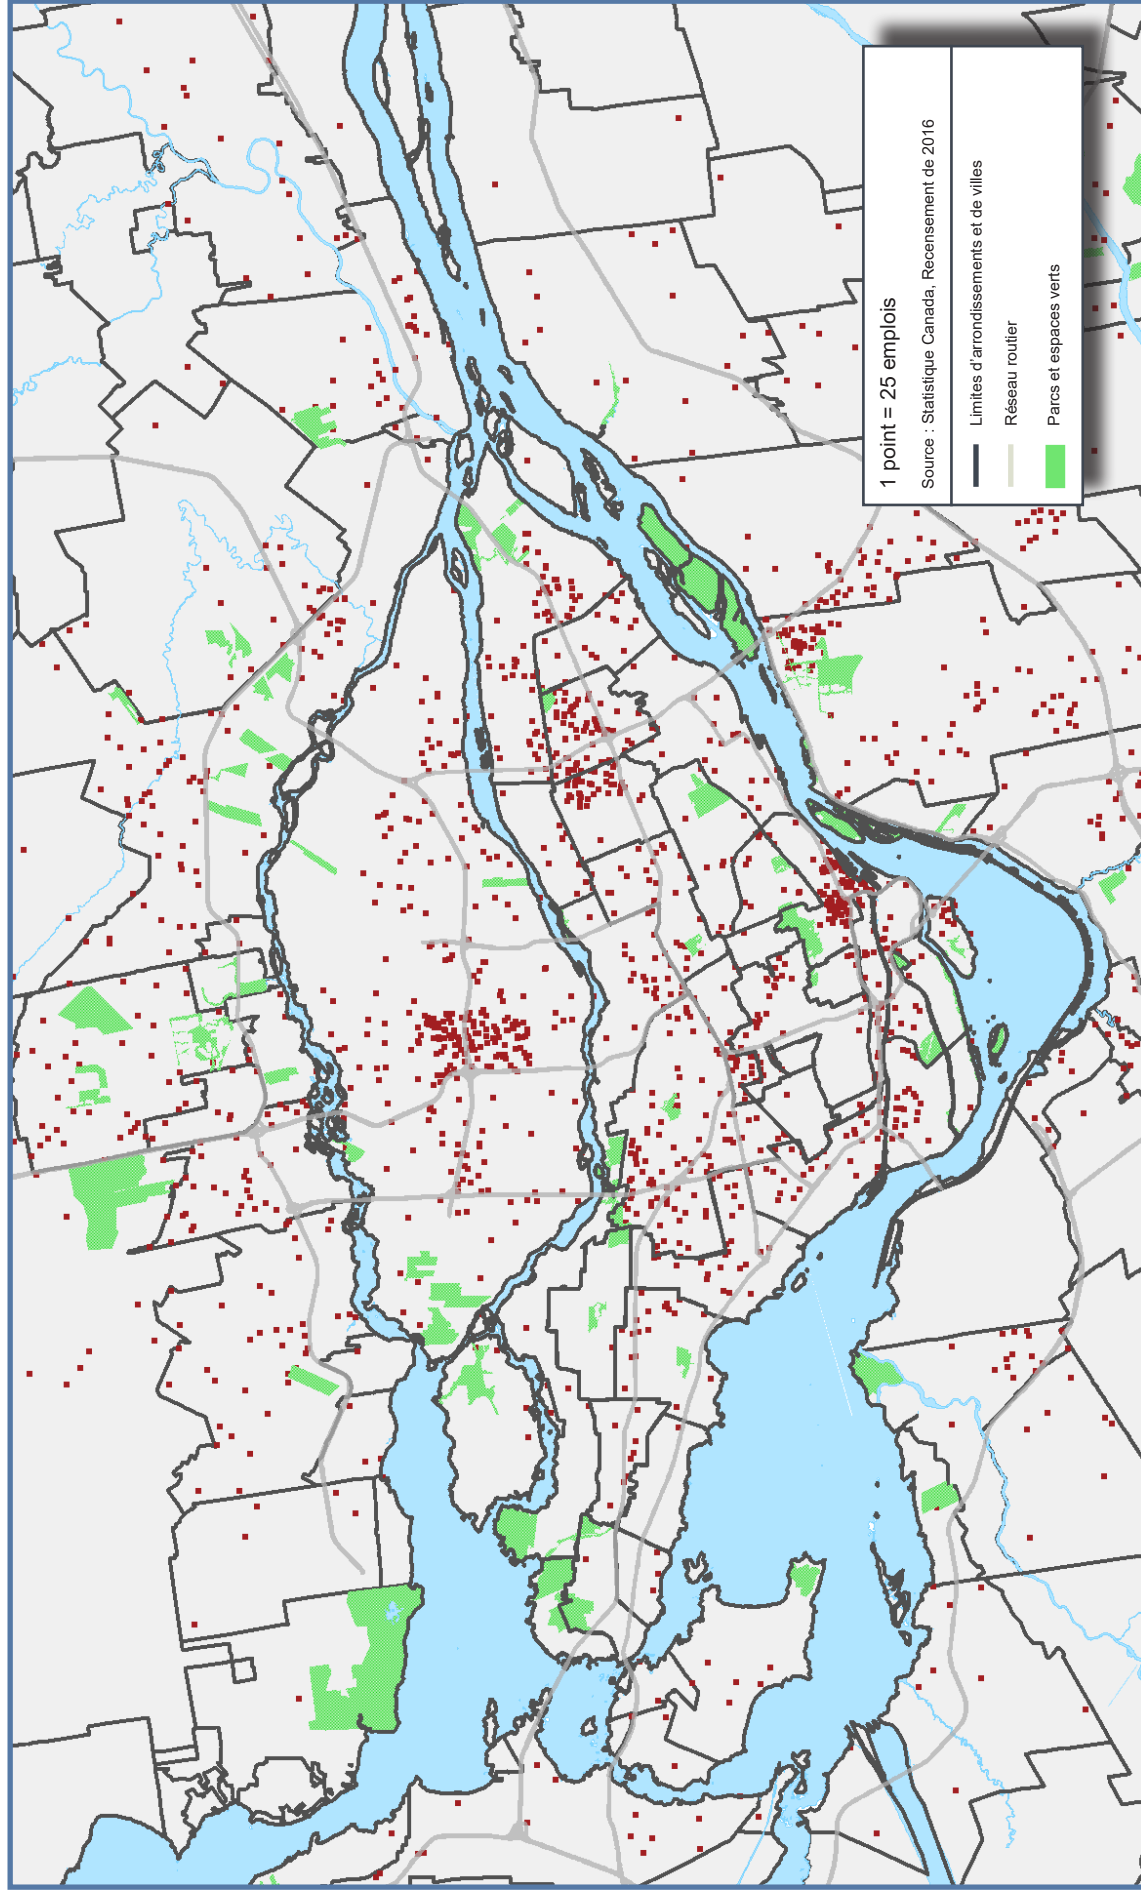 1 point = 25 emplois
Source : Statistique Canada, Recensement de 2016
Limites d'arrondissements et de villes
Réseau routier
Parcs et espaces verts